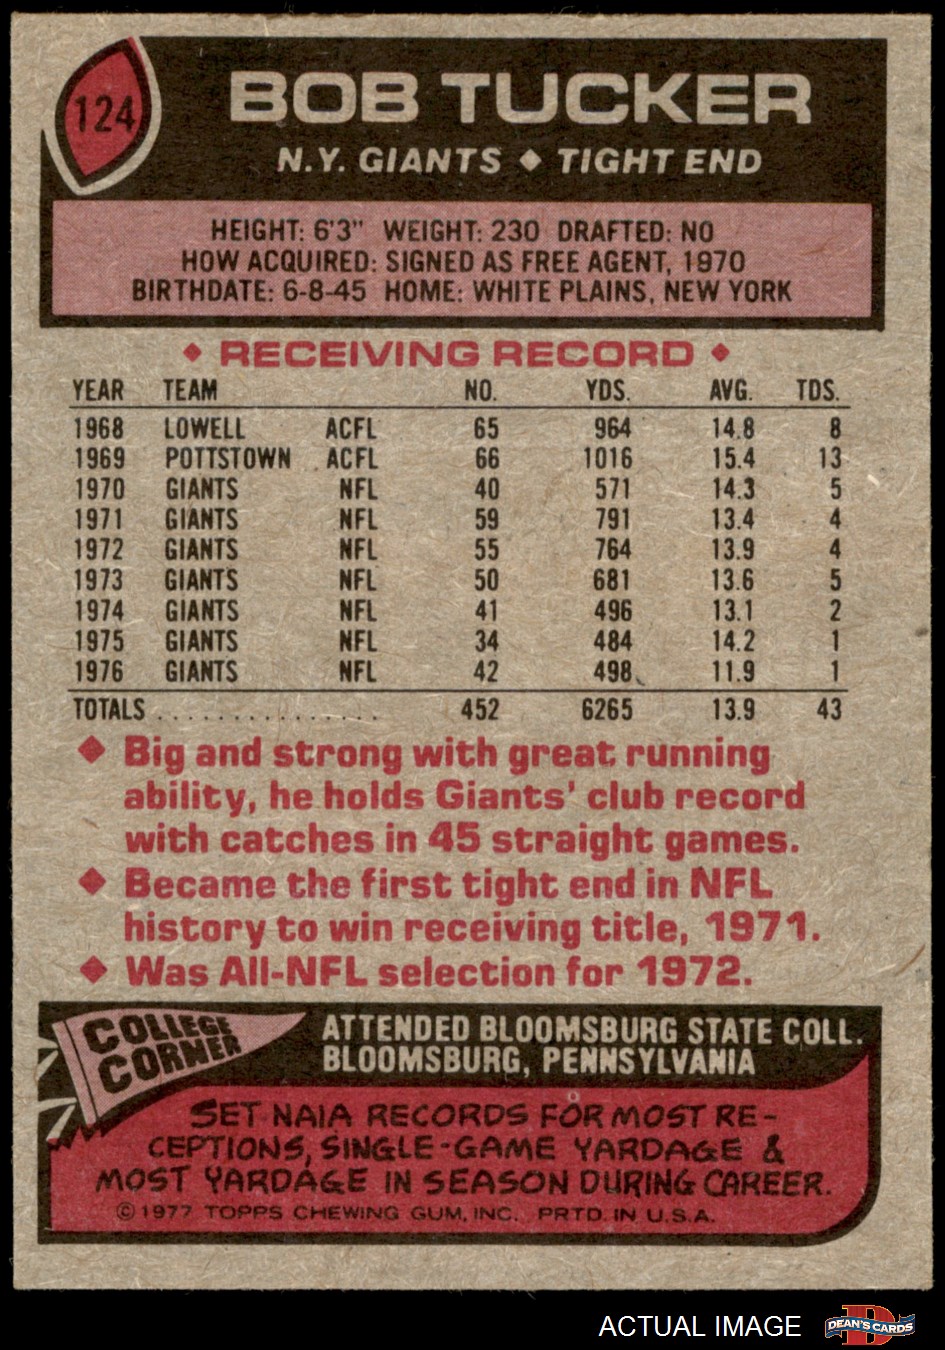 124
BOB TUCKER
N.Y. GIANTS ◆ TIGHT END
HEIGHT: 6'3" WEIGHT: 230 DRAFTED: NO
HOW ACQUIRED: SIGNED AS FREE AGENT, 1970
BIRTHDATE: 6-8-45 HOME: WHITE PLAINS, NEW YORK
◆ RECEIVING RECORD ◆
YEAR TEAM NO. YDS. AVG. TDS.
1968 LOWELL ACFL 65 964 14.8 8
1969 POTTSTOWN ACFL 66 1016 15.4 13
1970 GIANTS NFL 40 571 14.3 5
1971 GIANTS NFL 59 791 13.4 4
1972 GIANTS NFL 55 764 13.9 4
1973 GIANTS NFL 50 681 13.6 5
1974 GIANTS NFL 41 496 13.1 2
1975 GIANTS NFL 34 484 14.2 1
1976 GIANTS NFL 42 498 11.9 1
TOTALS ................ 452 6265 13.9 43
◆ Big and strong with great running
ability, he holds Giants' club record
with catches in 45 straight games.
◆ Became the first tight end in NFL
history to win receiving title, 1971.
◆ Was All-NFL selection for 1972.
COLLEGE
CORNER
ATTENDED BLOOMSBURG STATE COLL.
BLOOMSBURG, PENNSYLVANIA
SET NAIA RECORDS FOR MOST RE-
CEPTIONS, SINGLE-GAME YARDAGE &
MOST YARDAGE IN SEASON DURING CAREER.
© 1977 TOPPS CHEWING GUM, INC. PRTD. IN U.S.A.
ACTUAL IMAGE
D
DEAN'S CARDS